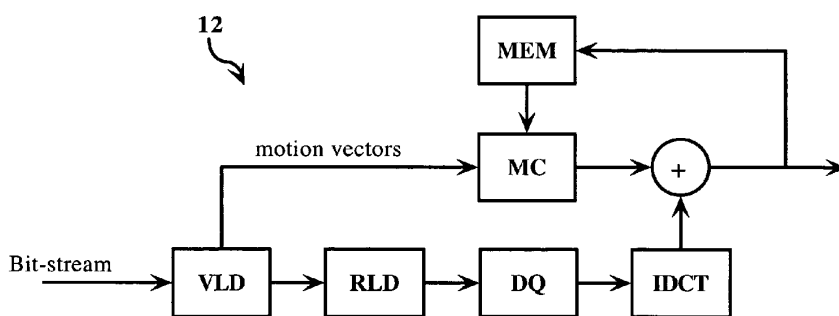 12
MEM
motion vectors
MC
+
Bit-stream
VLD
RLD
DQ
IDCT